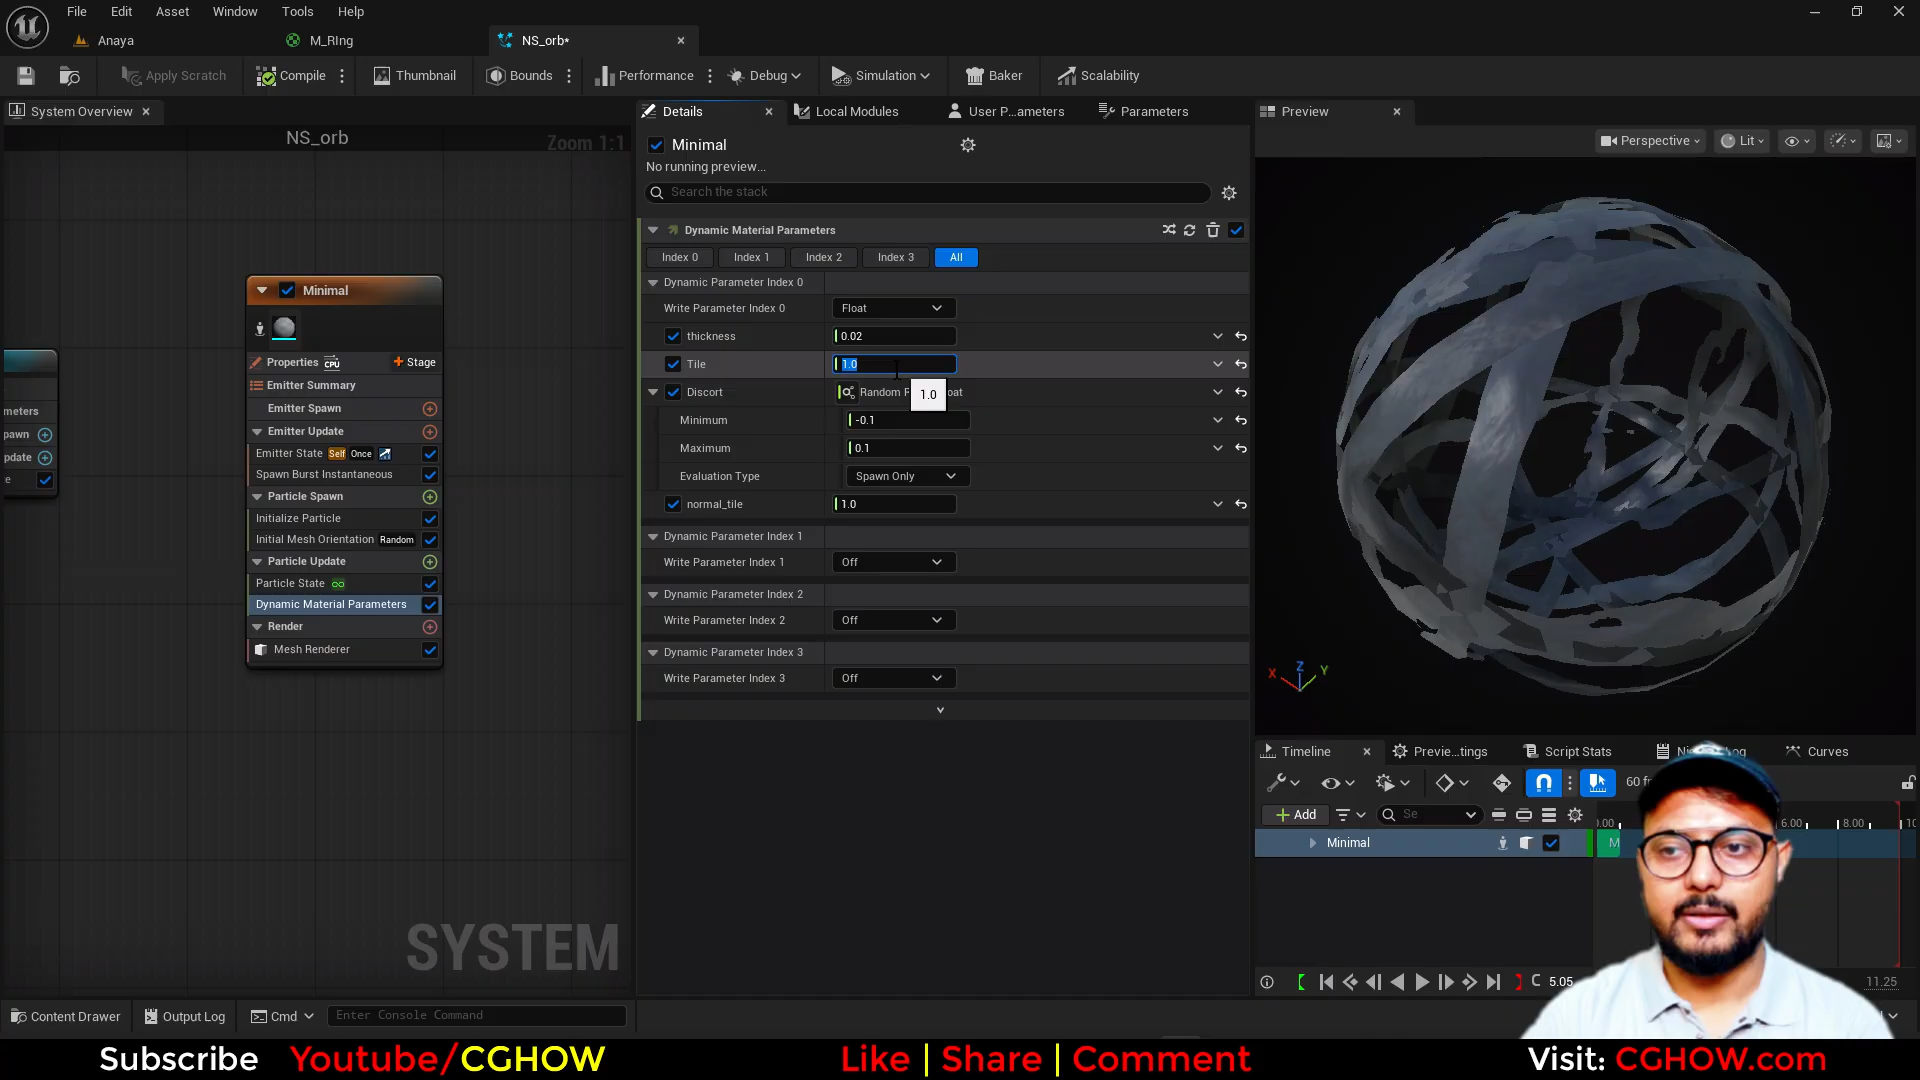 File Edit Asset Window Tools Help
Anaya M_RIng NS_orb*
Apply Scratch Compile Thumbnail Bounds Performance Debug Simulation Baker Scalability
System Overview
NS_orb
Zoom 1:1
Minimal
Properties CPU Stage
Emitter Summary
Emitter Spawn
Emitter Update
Emitter State Self Once
Spawn Burst Instantaneous
Particle Spawn
Initialize Particle
Initial Mesh Orientation Random
Particle Update
Particle State
Dynamic Material Parameters
Render
Mesh Renderer
SYSTEM
Details Local Modules User P...ameters Parameters
Minimal
No running preview...
Search the stack
Dynamic Material Parameters
Index 0 Index 1 Index 2 Index 3 All
Dynamic Parameter Index 0
Write Parameter Index 0 Float
thickness 0.02
Tile 1.0
Discort Random
1.0
Minimum -0.1
Maximum 0.1
Evaluation Type Spawn Only
normal_tile 1.0
Dynamic Parameter Index 1
Write Parameter Index 1 Off
Dynamic Parameter Index 2
Write Parameter Index 2 Off
Dynamic Parameter Index 3
Write Parameter Index 3 Off
Preview
Perspective Lit
X Z Y
Timeline Previe...tings Script Stats Curves
60
Add Se
6.00 8.00
Minimal
5.05 11.25
Content Drawer Output Log Cmd Enter Console Command
Subscribe Youtube/CGHOW Like | Share | Comment Visit: CGHOW.com